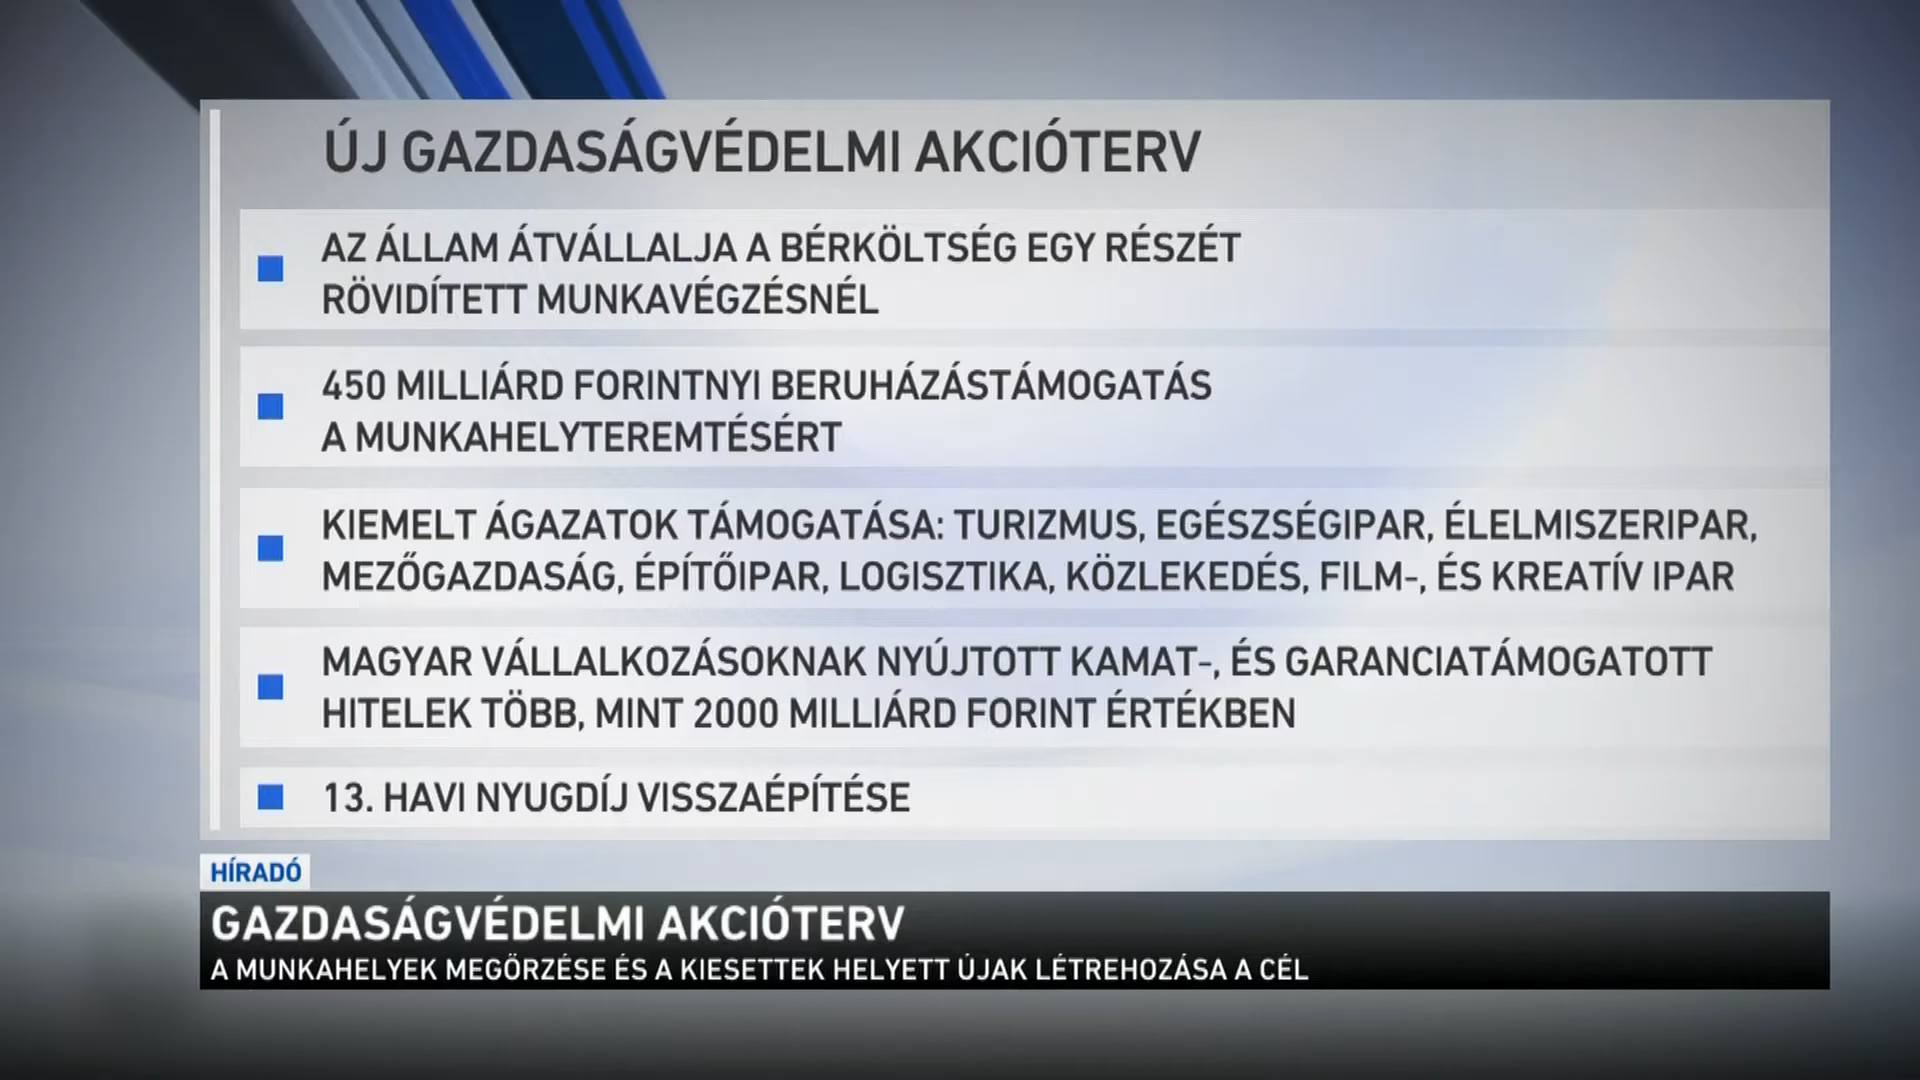 ÚJ GAZDASÁGVÉDELMI AKCIÓTERV
AZ ÁLLAM ÁTVÁLLALJA A BÉRKÖLTSÉG EGY RÉSZÉT
RÖVIDÍTETT MUNKAVÉGZÉSNÉL
450 MILLIÁRD FORINTNYI BERUHÁZÁSTÁMOGATÁS
A MUNKAHELYTEREMTÉSÉRT
KIEMELT ÁGAZATOK TÁMOGATÁSA: TURIZMUS, EGÉSZSÉGIPAR, ÉLELMISZERIPAR,
MEZŐGAZDASÁG, ÉPÍTŐIPAR, LOGISZTIKA, KÖZLEKEDÉS, FILM-, ÉS KREATÍV IPAR
MAGYAR VÁLLALKOZÁSOKNAK NYÚJTOTT KAMAT-, ÉS GARANCIATÁMOGATOTT
HITELEK TÖBB, MINT 2000 MILLIÁRD FORINT ÉRTÉKBEN
13. HAVI NYUGDÍJ VISSZAÉPÍTÉSE
HÍRADÓ
GAZDASÁGVÉDELMI AKCIÓTERV
A MUNKAHELYEK MEGŐRZÉSE ÉS A KIESETTEK HELYETT ÚJAK LÉTREHOZÁSA A CÉL